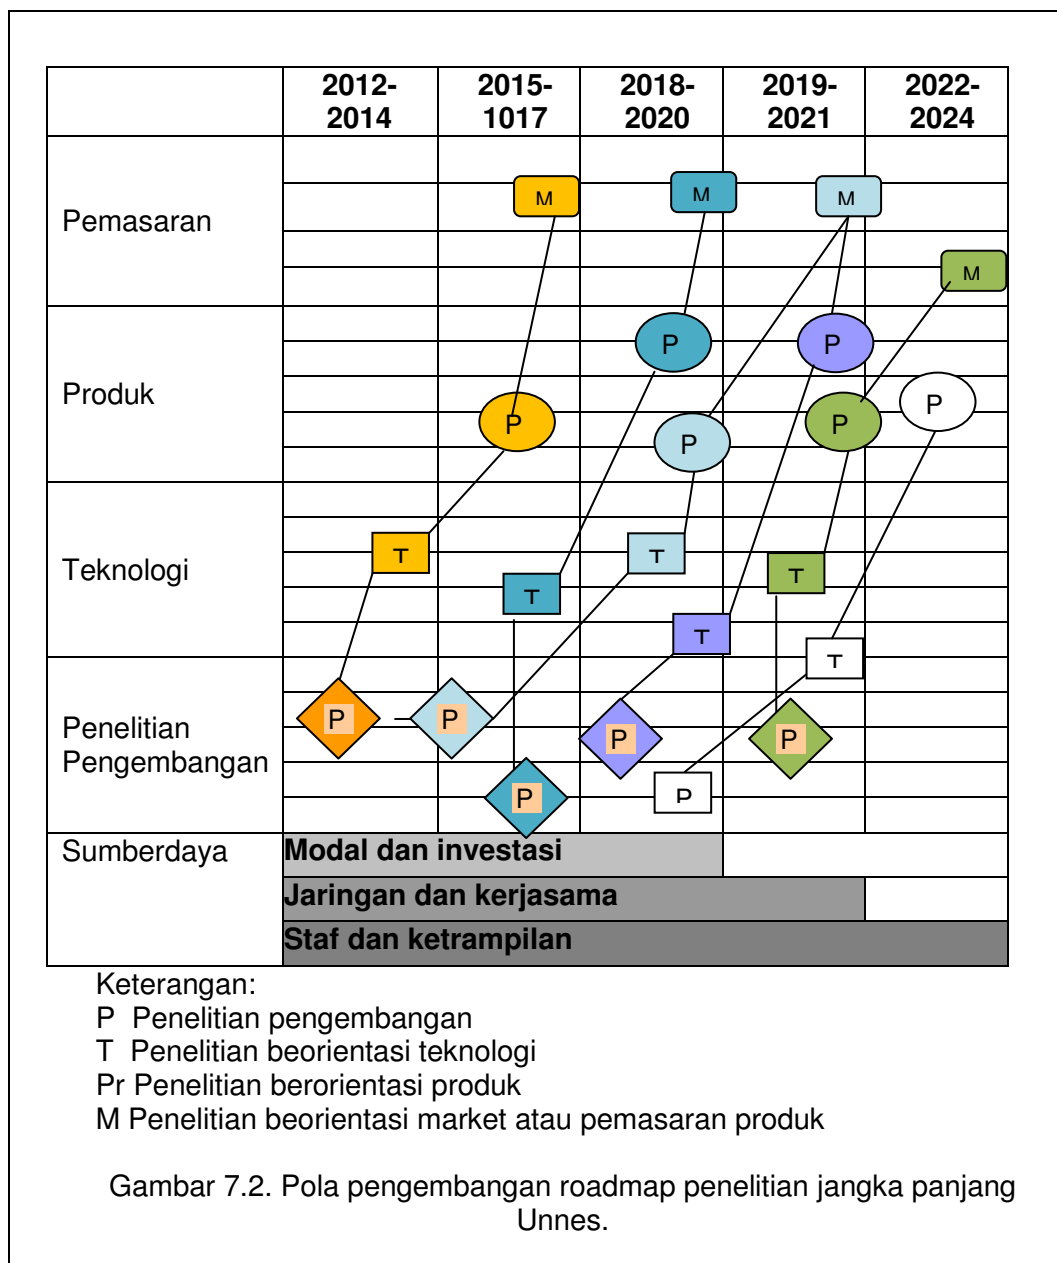 2012- 2015- 2018- 2019- 2022-
2014 1017 2020 2021 2024
M M M
Pemasaran
M
P P
Produk
P P P P
T T
Teknologi
T T
T
T
P P
Penelitian
P P
Pengembangan
P P
Sumberdaya Modal dan investasi
Jaringan dan kerjasama
Staf dan ketrampilan
Keterangan:
P Penelitian pengembangan
T Penelitian beorientasi teknologi
Pr Penelitian berorientasi produk
M Penelitian beorientasi market atau pemasaran produk
Gambar 7.2. Pola pengembangan roadmap penelitian jangka panjang
Unnes.